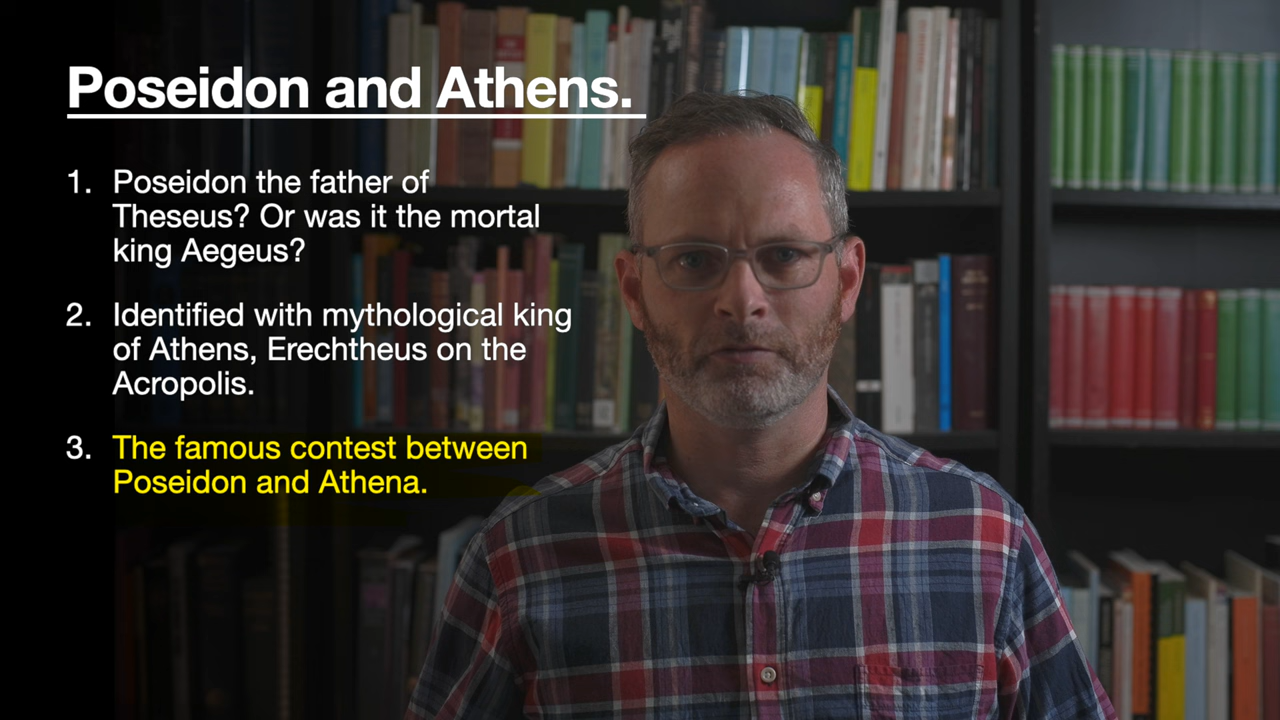 Poseidon and Athens.
1. Poseidon the father of
Theseus? Or was it the mortal
king Aegeus?
2. Identified with mythological king
of Athens, Erechtheus on the
Acropolis.
3. The famous contest between
Poseidon and Athena.